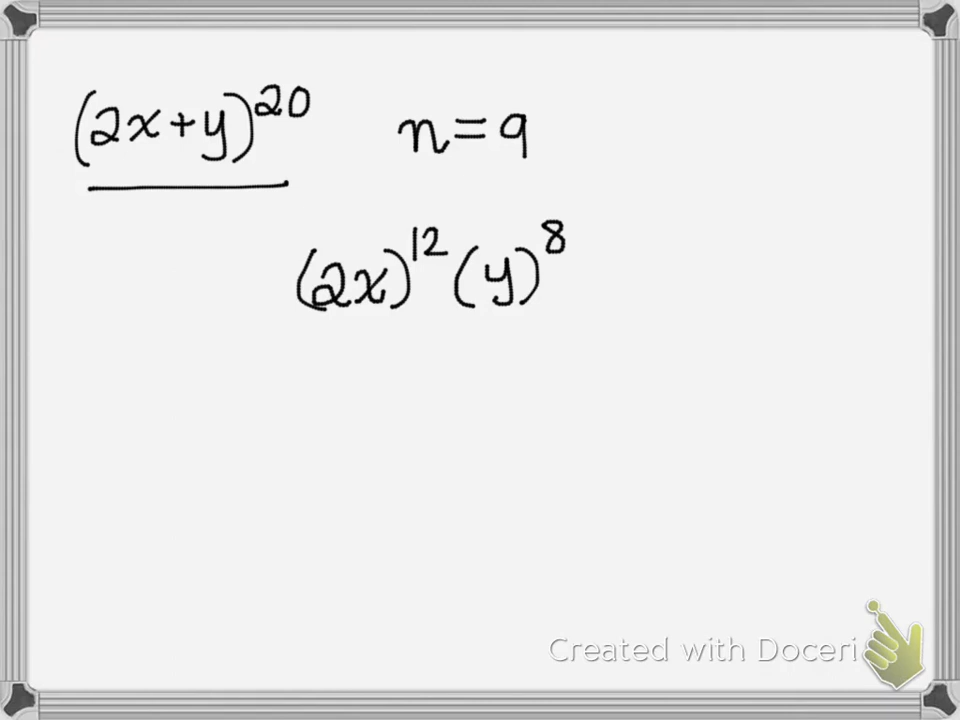 (2x+y)^20 n=9
(2x)^12 (y)^8
Created with Doceri